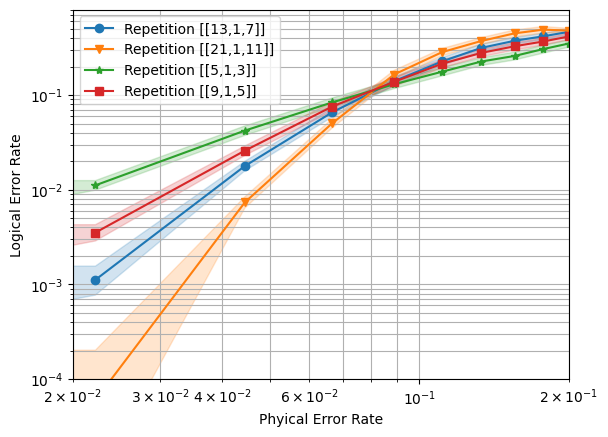 Repetition [[13,1,7]]
Repetition [[21,1,11]]
Repetition [[5,1,3]]
Repetition [[9,1,5]]
Logical Error Rate
10⁻¹
10⁻²
10⁻³
10⁻⁴
2 × 10⁻² 3 × 10⁻² 4 × 10⁻² 6 × 10⁻² 10⁻¹ 2 × 10⁻¹
Phyical Error Rate